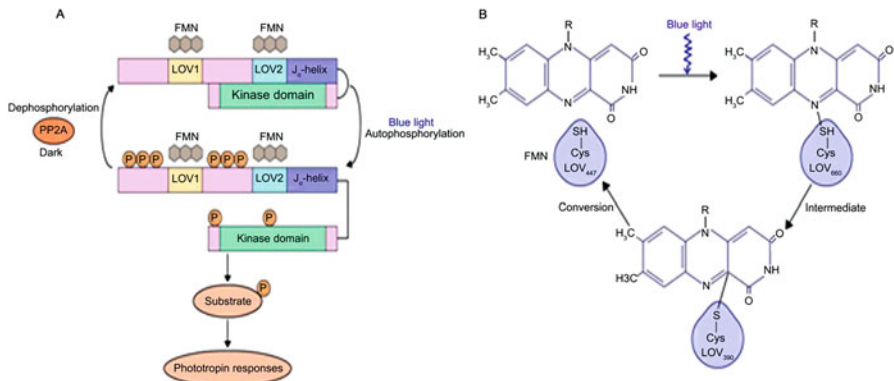 A
FMN
FMN
LOV1
LOV2
Jα-helix
Kinase domain
Dephosphorylation
PP2A
Dark
Blue light
Autophosphorylation
FMN
FMN
P P P
P P P
LOV1
LOV2
Jα-helix
P
P
Kinase domain
Substrate
P
Phototropin responses
B
R
H₃C
H₃C
N
N
O
NH
O
SH
Cys
LOV₄₄₇
FMN
Blue light
R
H₃C
H₃C
N
N
O
NH
O
SH
Cys
LOV₆₆₀
Conversion
Intermediate
R
H₃C
H3C
N
N
O
NH
O
S
Cys
LOV₃₉₀